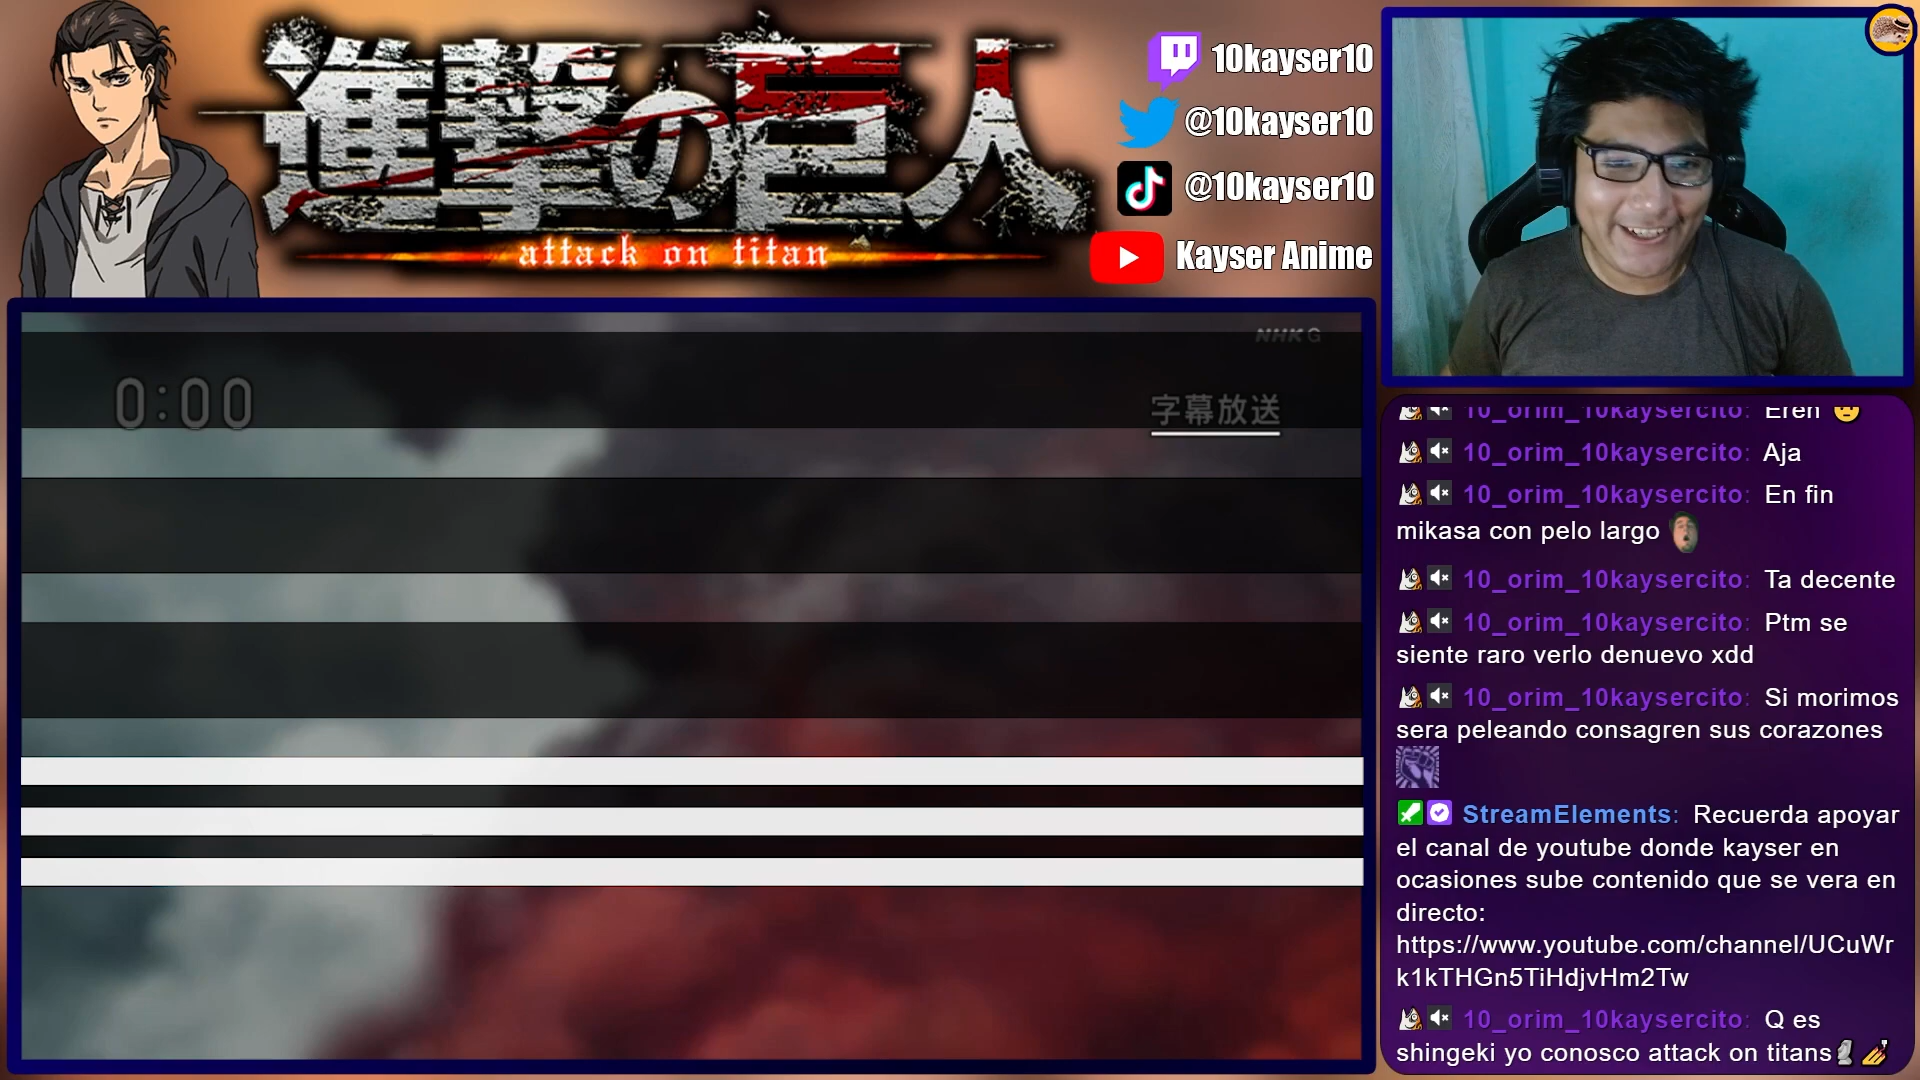 進撃の巨人
attack on titan
10kayser10
@10kayser10
@10kayser10
Kayser Anime
NHK G
0:00
字幕放送
10_orim_10kaysercito: Eren
10_orim_10kaysercito: Aja
10_orim_10kaysercito: En fin
mikasa con pelo largo
10_orim_10kaysercito: Ta decente
10_orim_10kaysercito: Ptm se
siente raro verlo denuevo xdd
10_orim_10kaysercito: Si morimos
sera peleando consagren sus corazones
StreamElements: Recuerda apoyar
el canal de youtube donde kayser en
ocasiones sube contenido que se vera en
directo:
https://www.youtube.com/channel/UCuWr
k1kTHGn5TiHdjvHm2Tw
10_orim_10kaysercito: Q es
shingeki yo conosco attack on titans